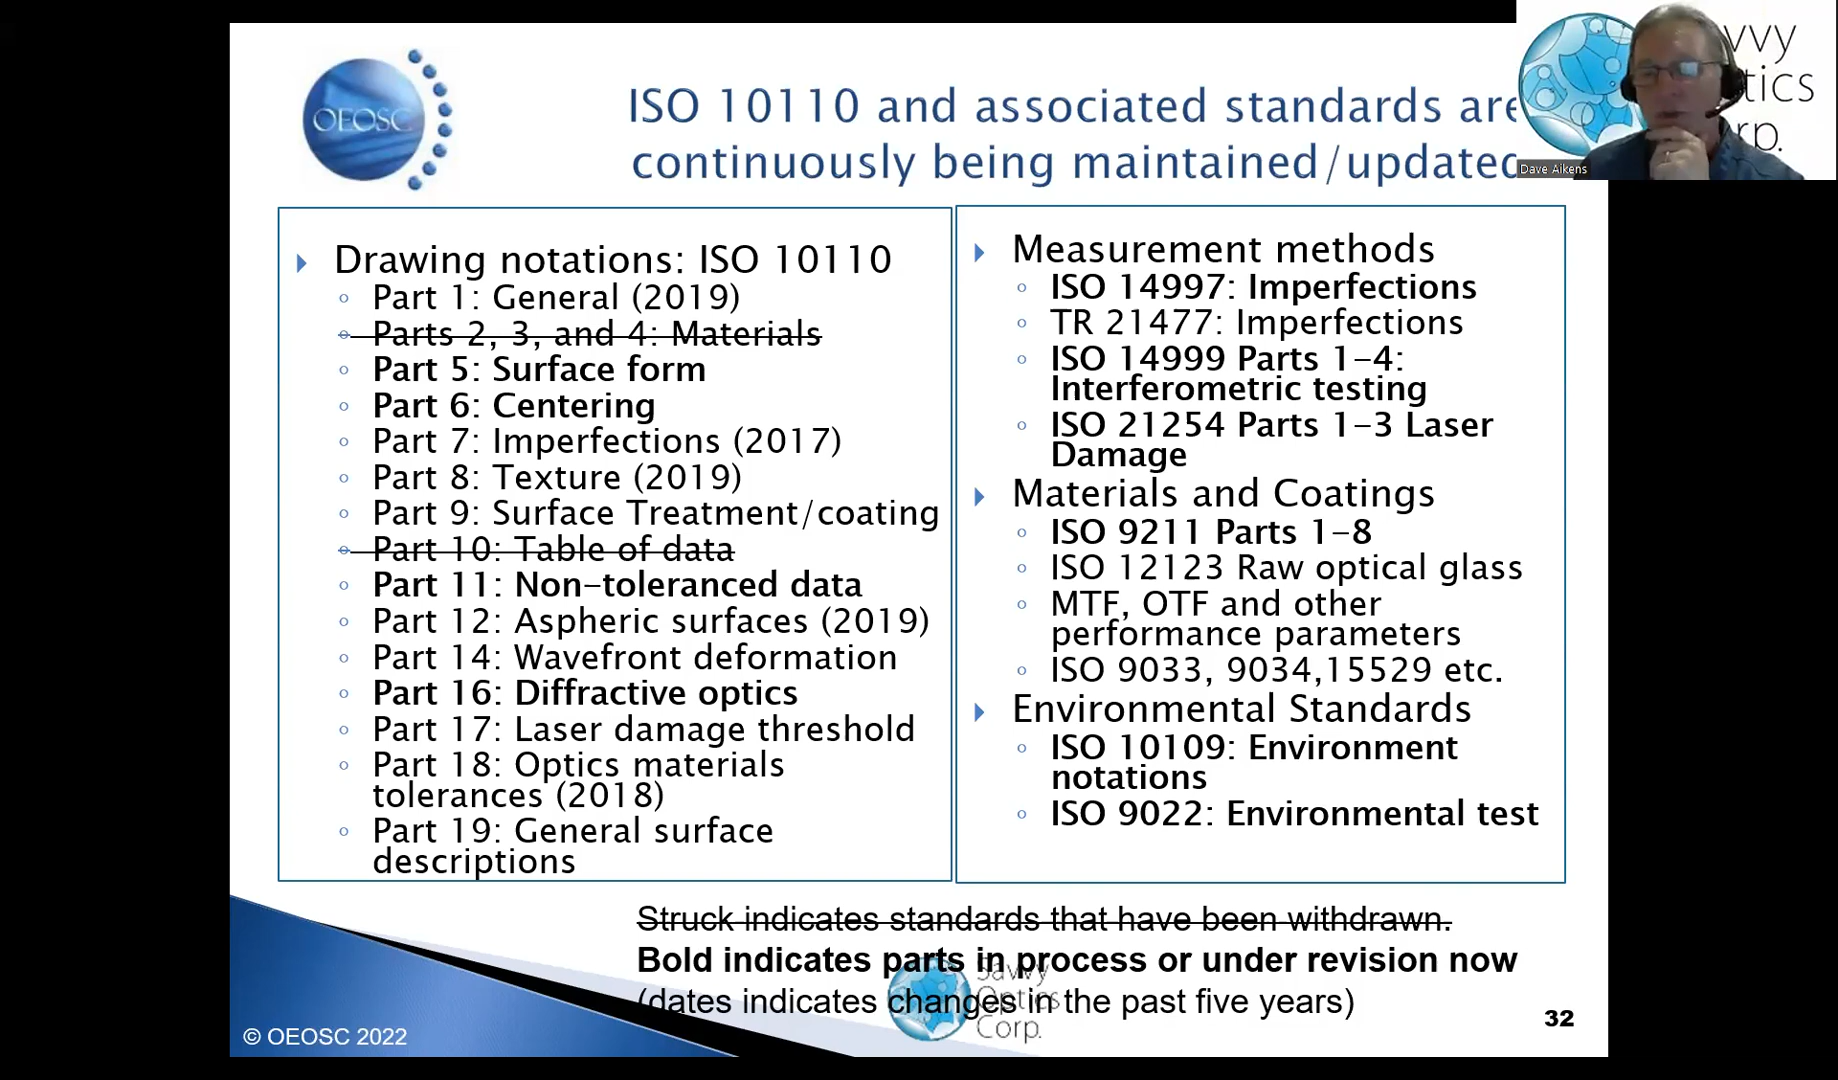 OEOSC
ISO 10110 and associated standards are
continuously being maintained/updated
vvy
tics
rp.
Dave Aikens
Drawing notations: ISO 10110
Part 1: General (2019)
Parts 2, 3, and 4: Materials
Part 5: Surface form
Part 6: Centering
Part 7: Imperfections (2017)
Part 8: Texture (2019)
Part 9: Surface Treatment/coating
Part 10: Table of data
Part 11: Non-toleranced data
Part 12: Aspheric surfaces (2019)
Part 14: Wavefront deformation
Part 16: Diffractive optics
Part 17: Laser damage threshold
Part 18: Optics materials
tolerances (2018)
Part 19: General surface
descriptions
Measurement methods
ISO 14997: Imperfections
TR 21477: Imperfections
ISO 14999 Parts 1-4:
Interferometric testing
ISO 21254 Parts 1-3 Laser
Damage
Materials and Coatings
ISO 9211 Parts 1-8
ISO 12123 Raw optical glass
MTF, OTF and other
performance parameters
ISO 9033, 9034,15529 etc.
Environmental Standards
ISO 10109: Environment
notations
ISO 9022: Environmental test
Struck indicates standards that have been withdrawn.
Bold indicates parts in process or under revision now
(dates indicates changes in the past five years)
Savvy
Optics
Corp.
© OEOSC 2022
32